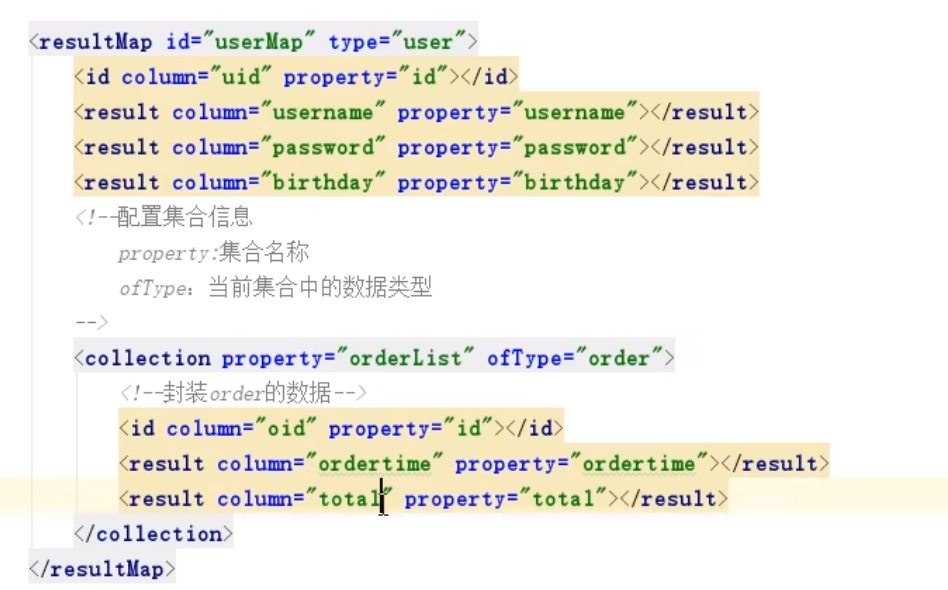 <resultMap id="userMap" type="user">
<id column="uid" property="id"></id>
<result column="username" property="username"></result>
<result column="password" property="password"></result>
<result column="birthday" property="birthday"></result>
<!--配置集合信息
property:集合名称
ofType：当前集合中的数据类型
-->
<collection property="orderList" ofType="order">
<!--封装order的数据-->
<id column="oid" property="id"></id>
<result column="ordertime" property="ordertime"></result>
<result column="total" property="total"></result>
</collection>
</resultMap>